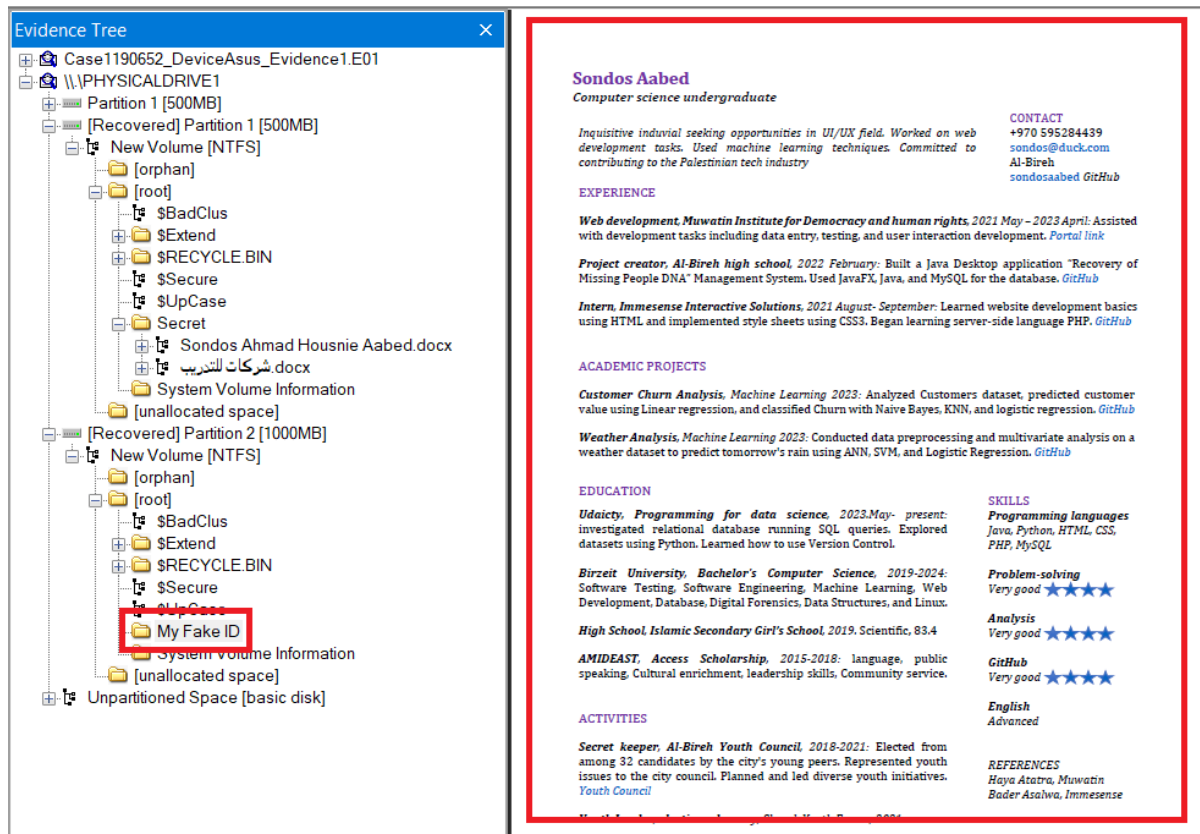 Evidence Tree
Case1190652_DeviceAsus_Evidence1.E01
\\.\PHYSICALDRIVE1
Partition 1 [500MB]
[Recovered] Partition 1 [500MB]
New Volume [NTFS]
[orphan]
[root]
$BadClus
$Extend
$RECYCLE.BIN
$Secure
$UpCase
Secret
Sondos Ahmad Housnie Aabed.docx
شركات للتدريب.docx
System Volume Information
[unallocated space]
[Recovered] Partition 2 [1000MB]
New Volume [NTFS]
[orphan]
[root]
$BadClus
$Extend
$RECYCLE.BIN
$Secure
$UpCase
My Fake ID
System Volume Information
[unallocated space]
Unpartitioned Space [basic disk]
Sondos Aabed
Computer science undergraduate
Inquisitive induvial seeking opportunities in UI/UX field. Worked on web
development tasks. Used machine learning techniques. Committed to
contributing to the Palestinian tech industry
CONTACT
+970 595284439
sondos@duck.com
Al-Bireh
sondosaabed GitHub
EXPERIENCE
Web development, Muwatin Institute for Democracy and human rights, 2021 May – 2023 April: Assisted
with development tasks including data entry, testing, and user interaction development. Portal link
Project creator, Al-Bireh high school, 2022 February: Built a Java Desktop application “Recovery of
Missing People DNA” Management System. Used JavaFX, Java, and MySQL for the database. GitHub
Intern, Immesense Interactive Solutions, 2021 August- September: Learned website development basics
using HTML and implemented style sheets using CSS3. Began learning server-side language PHP. GitHub
ACADEMIC PROJECTS
Customer Churn Analysis, Machine Learning 2023: Analyzed Customers dataset, predicted customer
value using Linear regression, and classified Churn with Naive Bayes, KNN, and logistic regression. GitHub
Weather Analysis, Machine Learning 2023: Conducted data preprocessing and multivariate analysis on a
weather dataset to predict tomorrow's rain using ANN, SVM, and Logistic Regression. GitHub
EDUCATION
Udaicty, Programming for data science, 2023.May- present:
investigated relational database running SQL queries. Explored
datasets using Python. Learned how to use Version Control.
Birzeit University, Bachelor's Computer Science, 2019-2024:
Software Testing, Software Engineering, Machine Learning, Web
Development, Database, Digital Forensics, Data Structures, and Linux.
High School, Islamic Secondary Girl's School, 2019. Scientific, 83.4
AMIDEAST, Access Scholarship, 2015-2018: language, public
speaking, Cultural enrichment, leadership skills, Community service.
ACTIVITIES
Secret keeper, Al-Bireh Youth Council, 2018-2021: Elected from
among 32 candidates by the city's young peers. Represented youth
issues to the city council. Planned and led diverse youth initiatives.
Youth Council
SKILLS
Programming languages
Java, Python, HTML, CSS,
PHP, MySQL
Problem-solving
Very good ★★★★
Analysis
Very good ★★★★
GitHub
Very good ★★★★
English
Advanced
REFERENCES
Haya Atatra, Muwatin
Bader Asalwa, Immesense